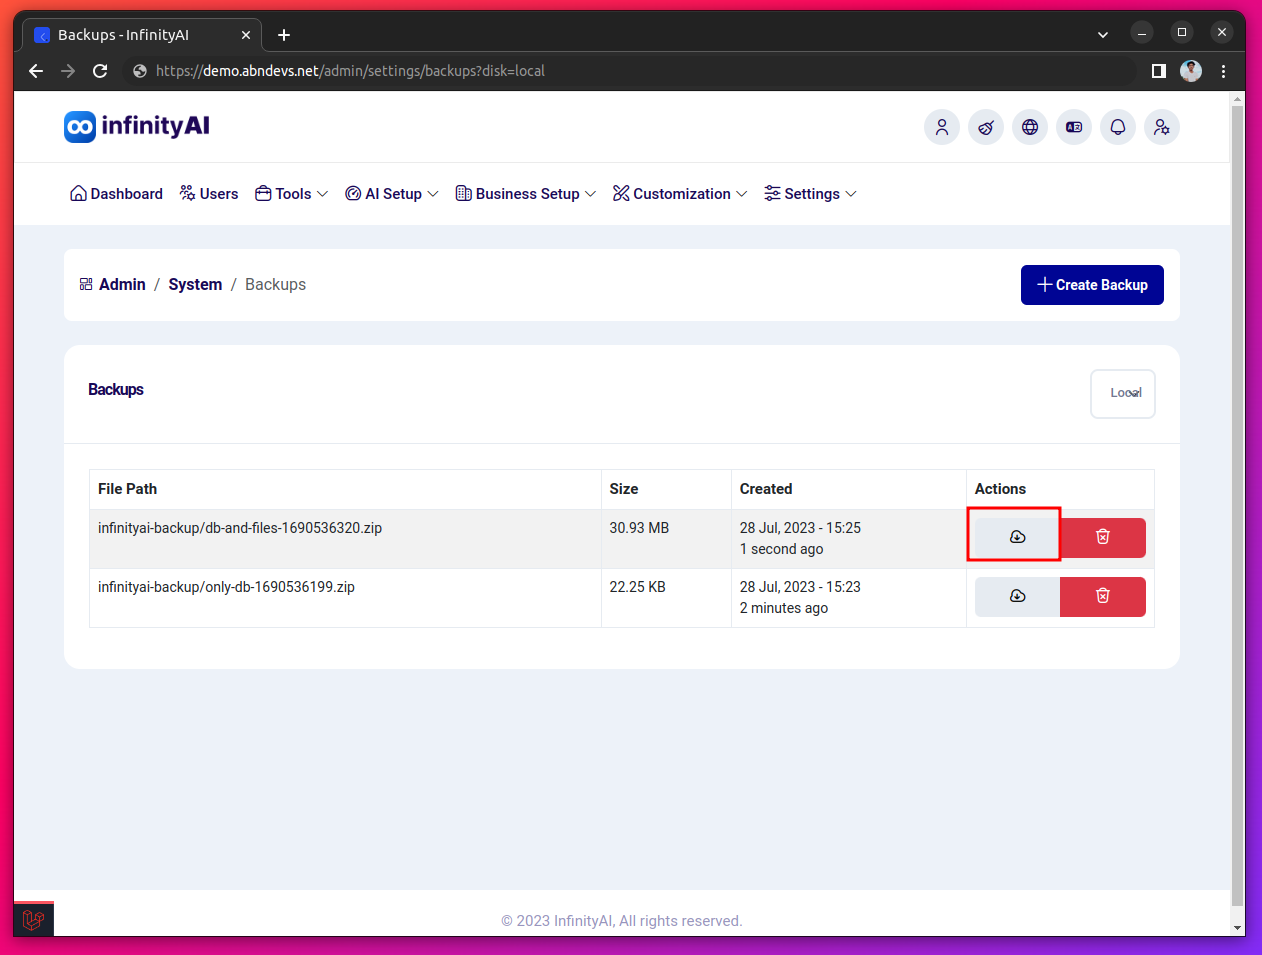 Backups - InfinityAI
https://demo.abndevs.net/admin/settings/backups?disk=local
infinityAI
Dashboard Users Tools AI Setup Business Setup Customization Settings
Admin / System / Backups
Create Backup
Backups
Local
File Path Size Created Actions
infinityai-backup/db-and-files-1690536320.zip 30.93 MB 28 Jul, 2023 - 15:25
1 second ago
infinityai-backup/only-db-1690536199.zip 22.25 KB 28 Jul, 2023 - 15:23
2 minutes ago
© 2023 InfinityAI, All rights reserved.